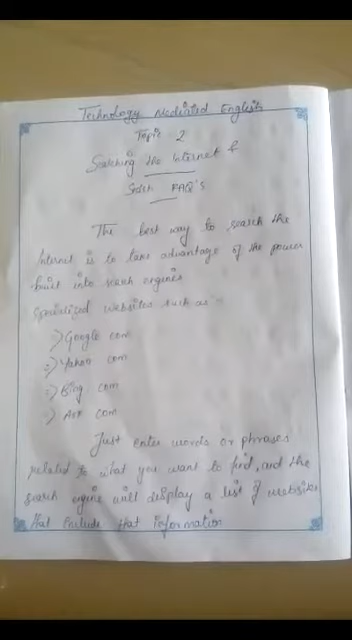 Technology Mediated English
Topic 2
Searching the Internet &
Search FAQ'S
The best way to search the
Internet is to take advantage of the power
built into search engines
Specialized websites such as -
=> Google com
=> Yahoo com
=> Bing com
=> Ask com
Just enter words or phrases
related to what you want to find, and the
search engine will display a list of websites
that include that information